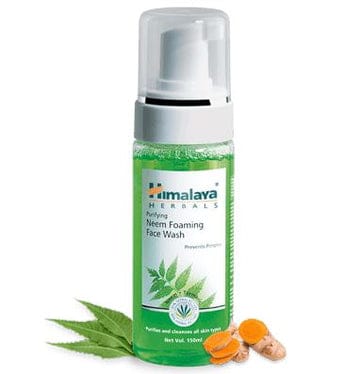 Himalaya
HERBALS
Purifying
Neem Foaming
Face Wash
Prevents Pimples
Purifies and cleanses all skin types
Net Vol. 150ml